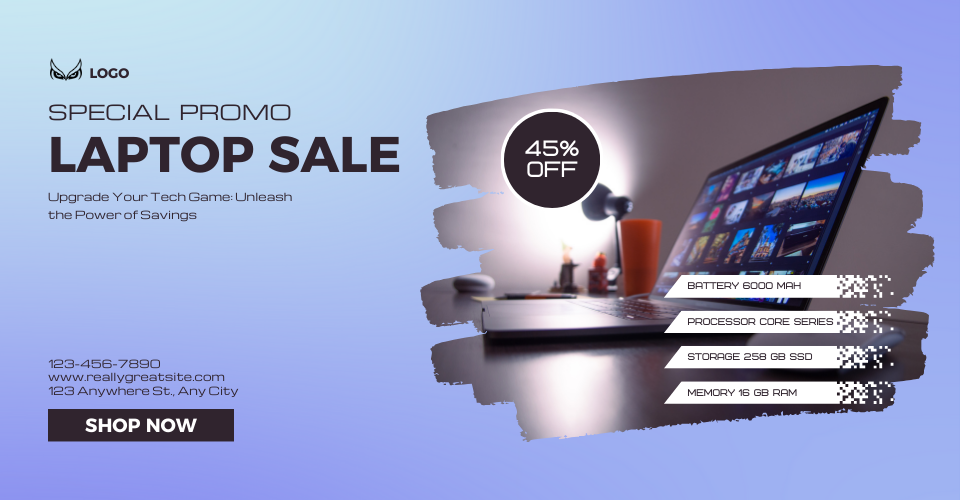 LOGO
SPECIAL PROMO
LAPTOP SALE
Upgrade Your Tech Game: Unleash
the Power of Savings
45%
OFF
BATTERY 6000 MAH
PROCESSOR CORE SERIES
STORAGE 258 GB SSD
MEMORY 16 GB RAM
123-456-7890
www.reallygreatsite.com
123 Anywhere St., Any City
SHOP NOW